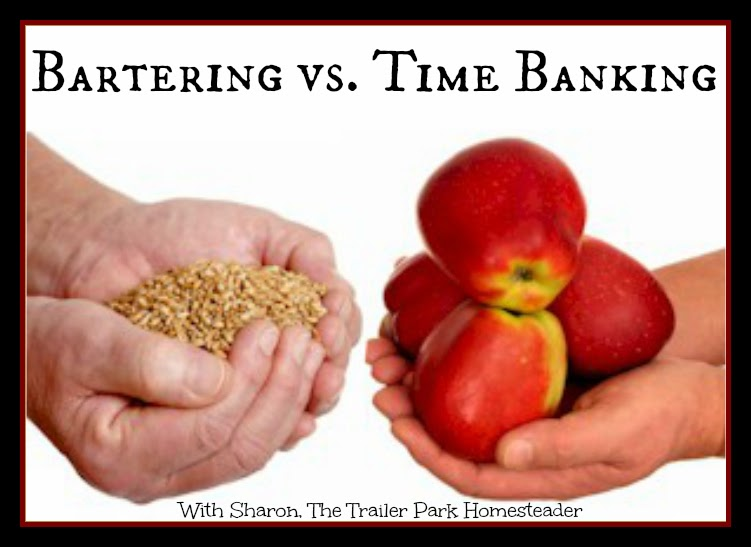 Bartering vs. Time Banking
With Sharon, The Trailer Park Homesteader